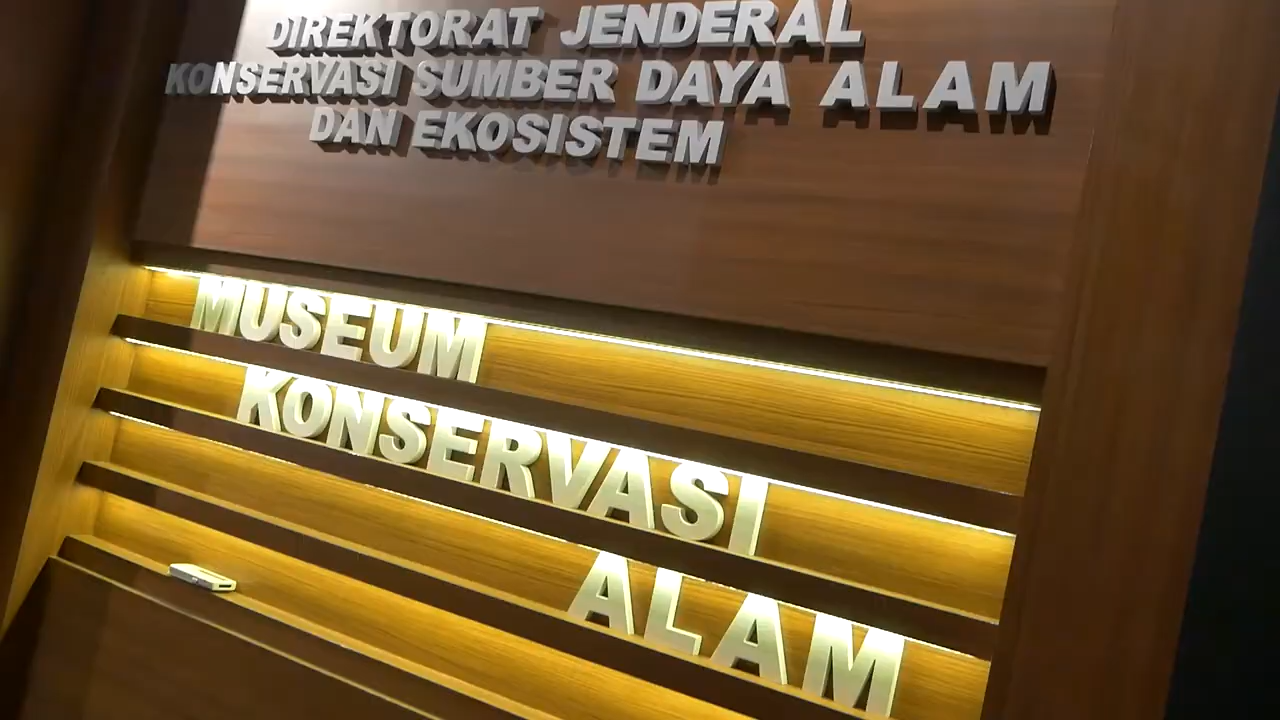 DIREKTORAT JENDERAL
KONSERVASI SUMBER DAYA ALAM
DAN EKOSISTEM
MUSEUM
KONSERVASI
ALAM